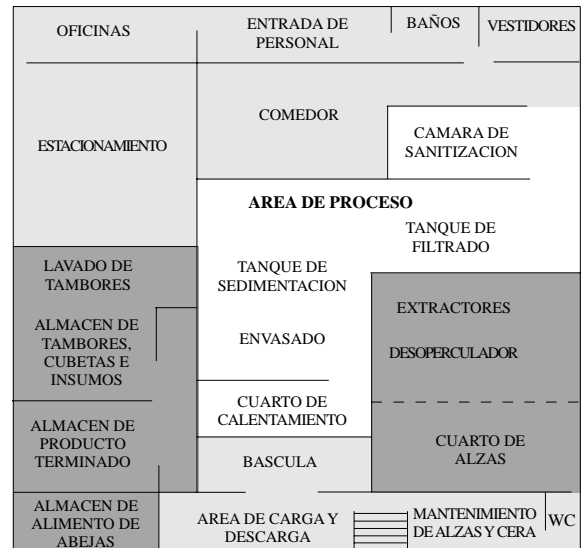 OFICINAS
ENTRADA DE
PERSONAL
BAÑOS
VESTIDORES
ESTACIONAMIENTO
COMEDOR
CAMARA DE
SANITIZACION
AREA DE PROCESO
TANQUE DE
FILTRADO
LAVADO DE
TAMBORES
TANQUE DE
SEDIMENTACION
EXTRACTORES
ALMACEN DE
TAMBORES,
CUBETAS E
INSUMOS
ENVASADO
DESOPERCULADOR
CUARTO DE
CALENTAMIENTO
ALMACEN DE
PRODUCTO
TERMINADO
BASCULA
CUARTO DE
ALZAS
ALMACEN DE
ALIMENTO DE
ABEJAS
AREA DE CARGA Y
DESCARGA
MANTENIMIENTO
DE ALZAS Y CERA
WC